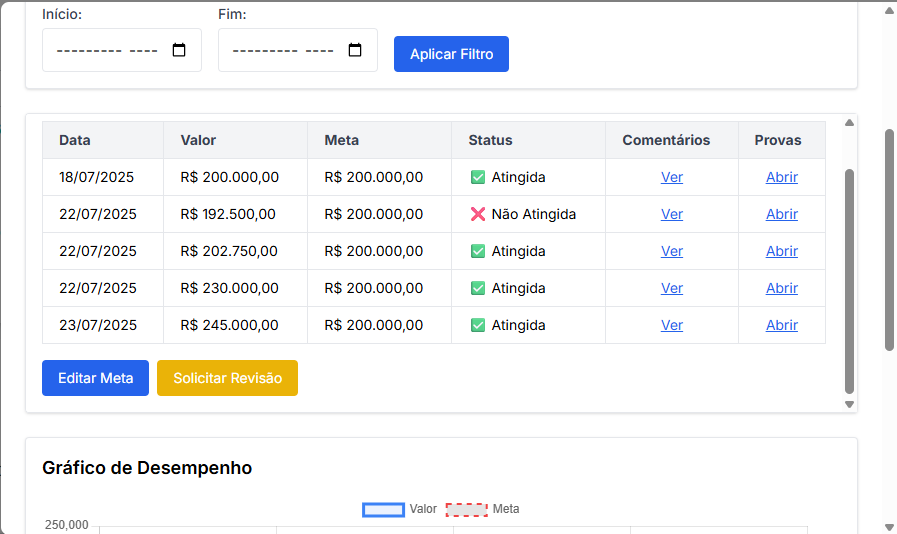 Início: Fim:
--------- ---- --------- ---- Aplicar Filtro
Data Valor Meta Status Comentários Provas
18/07/2025 R$ 200.000,00 R$ 200.000,00 ✅ Atingida Ver Abrir
22/07/2025 R$ 192.500,00 R$ 200.000,00 ❌ Não Atingida Ver Abrir
22/07/2025 R$ 202.750,00 R$ 200.000,00 ✅ Atingida Ver Abrir
22/07/2025 R$ 230.000,00 R$ 200.000,00 ✅ Atingida Ver Abrir
23/07/2025 R$ 245.000,00 R$ 200.000,00 ✅ Atingida Ver Abrir
Editar Meta Solicitar Revisão
Gráfico de Desempenho
Valor Meta
250,000